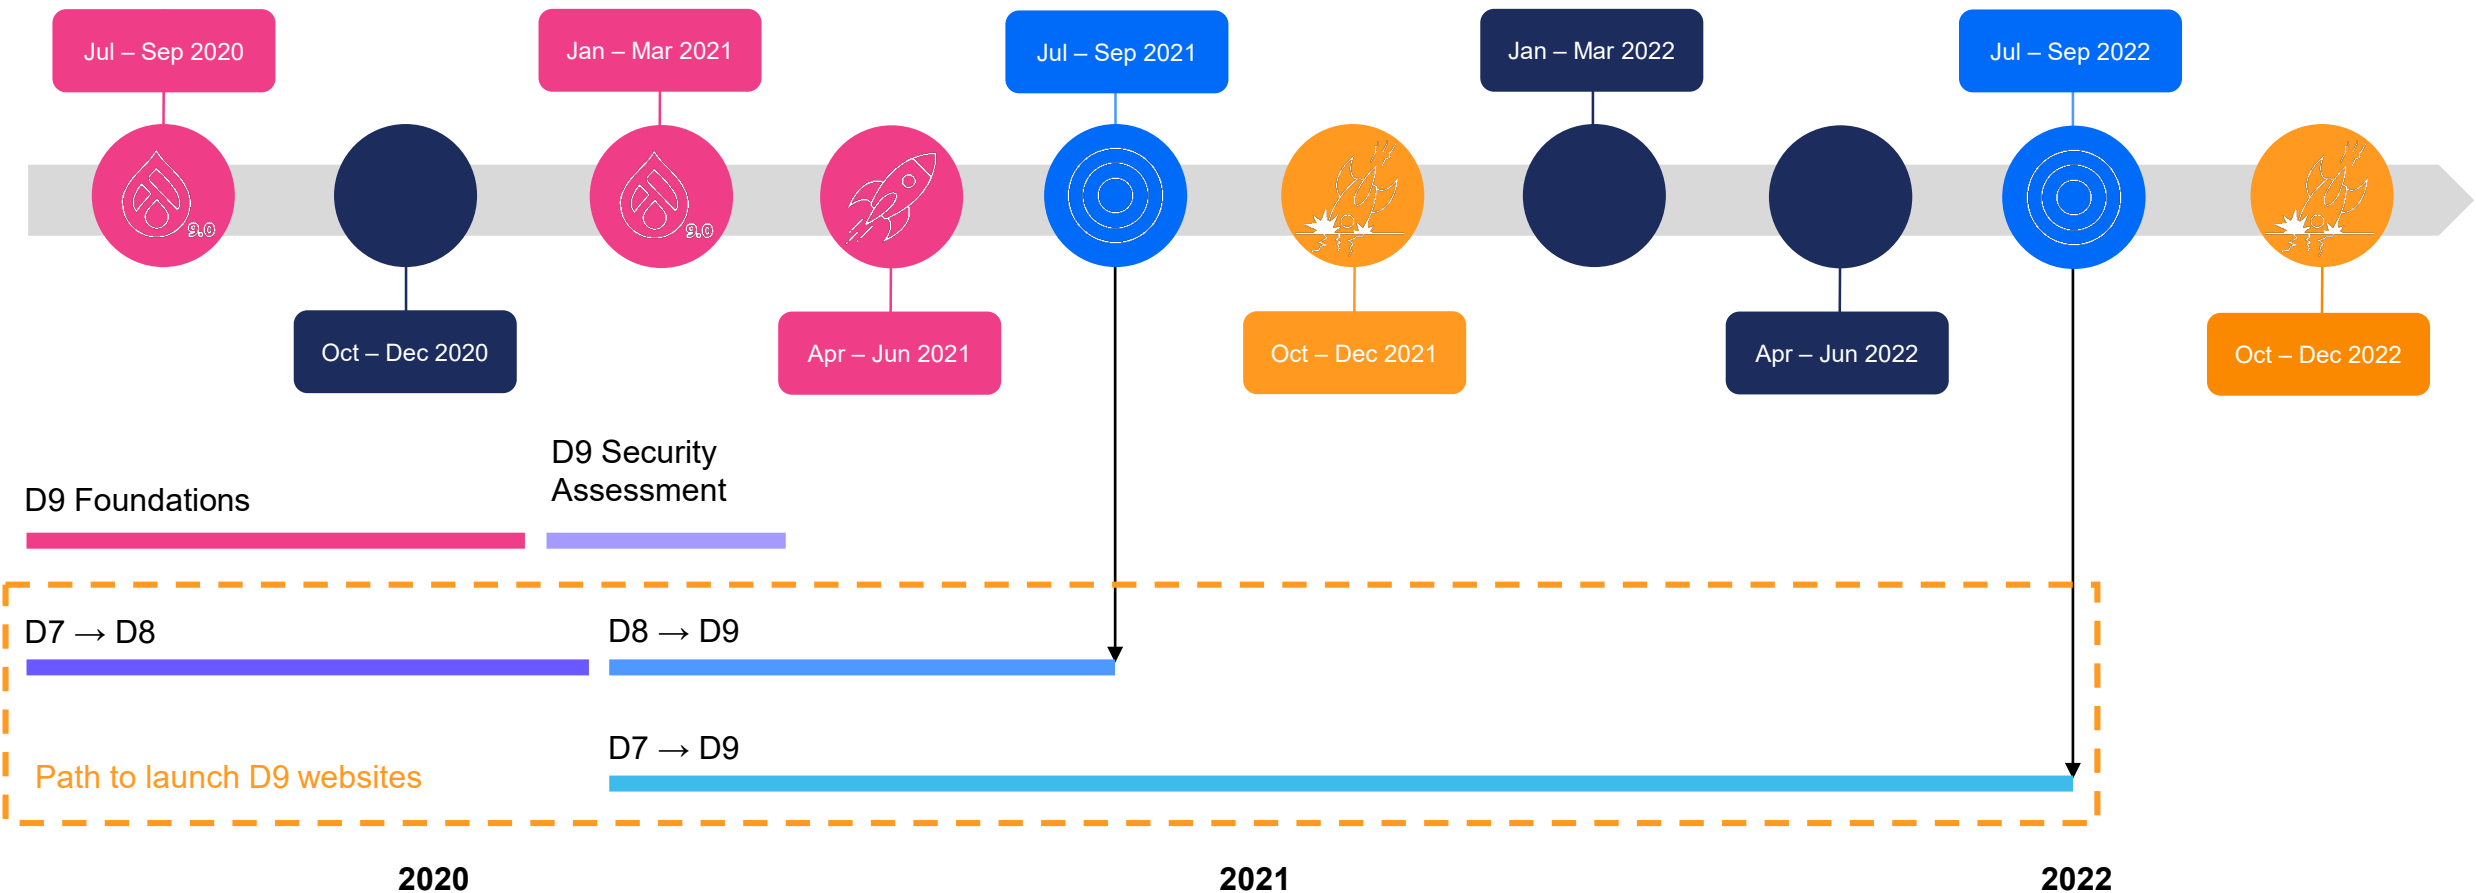 Jul – Sep 2020
Jan – Mar 2021
Jul – Sep 2021
Jan – Mar 2022
Jul – Sep 2022
9.0
9.0
Oct – Dec 2020
Apr – Jun 2021
Oct – Dec 2021
Apr – Jun 2022
Oct – Dec 2022
D9 Foundations
D9 Security
Assessment
D7 → D8
D8 → D9
D7 → D9
Path to launch D9 websites
2020
2021
2022